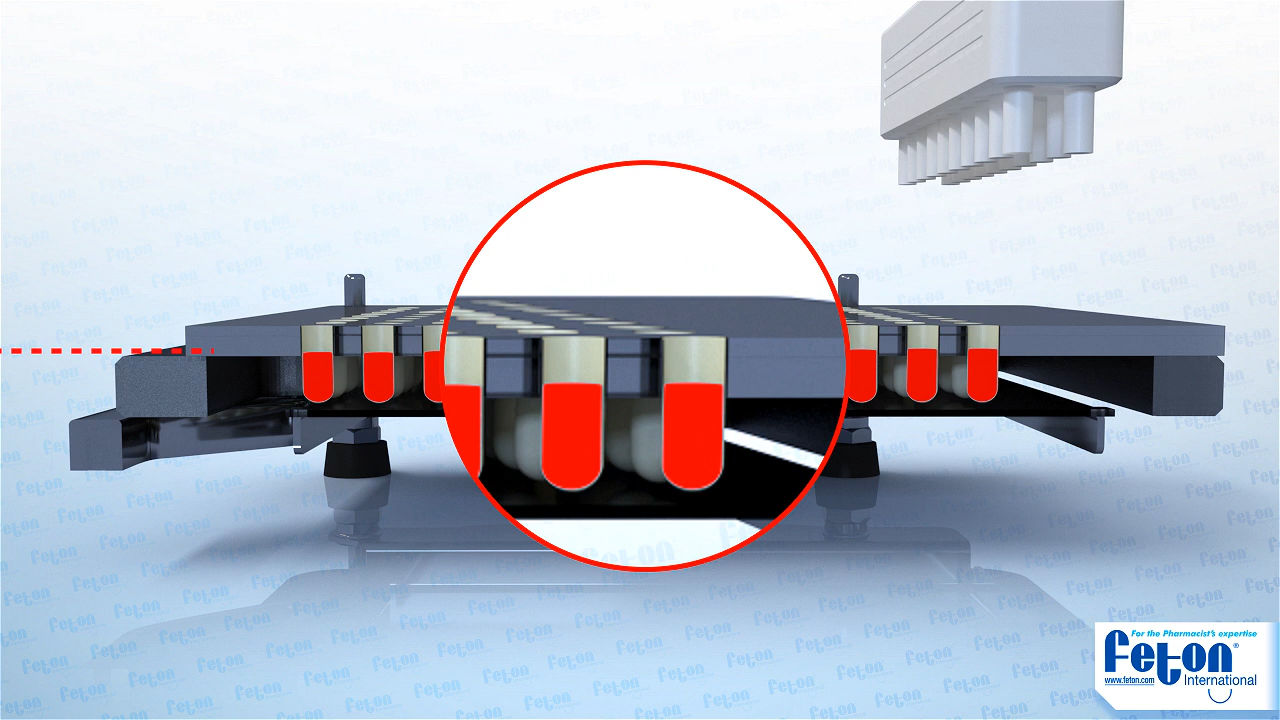 For the Pharmacist's expertise
feton®
www.feton.com
International